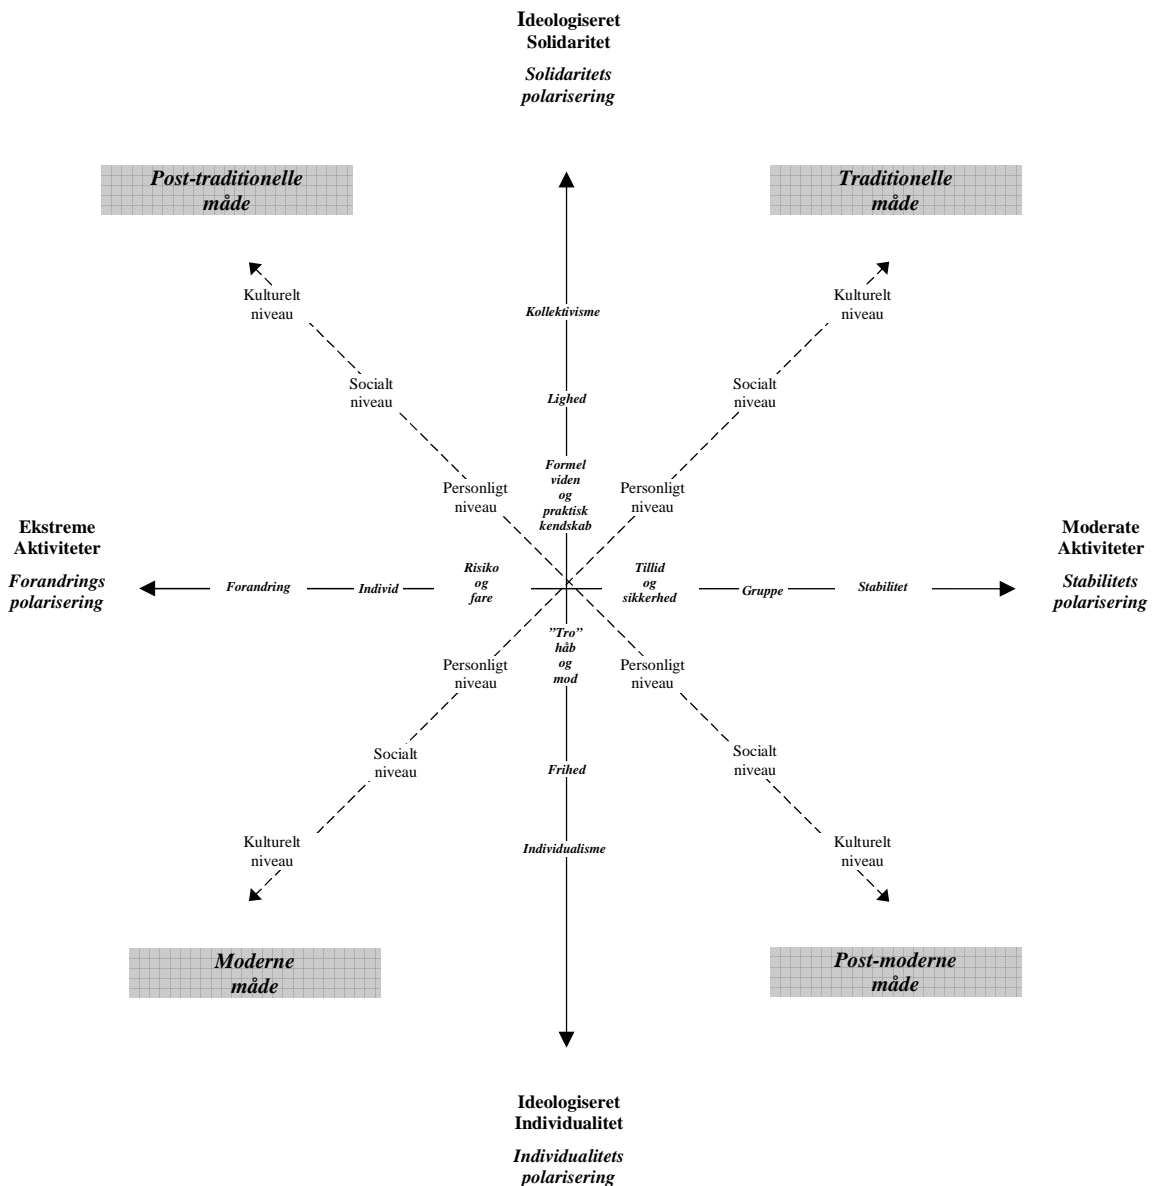 Ideologiseret
Solidaritet
Solidaritets
polarisering
Post-traditionelle
måde
Traditionelle
måde
Kulturelt
niveau
Kollektivisme
Kulturelt
niveau
Socialt
niveau
Lighed
Socialt
niveau
Personligt
niveau
Formel
viden
og
praktisk
kendskab
Personligt
niveau
Ekstreme
Aktiviteter
Forandrings
polarisering
Forandring
Individ
Risiko
og
fare
Tillid
og
sikkerhed
Gruppe
Stabilitet
Moderate
Aktiviteter
Stabilitets
polarisering
Personligt
niveau
"Tro"
håb
og
mod
Personligt
niveau
Socialt
niveau
Frihed
Socialt
niveau
Kulturelt
niveau
Individualisme
Kulturelt
niveau
Moderne
måde
Post-moderne
måde
Ideologiseret
Individualitet
Individualitets
polarisering